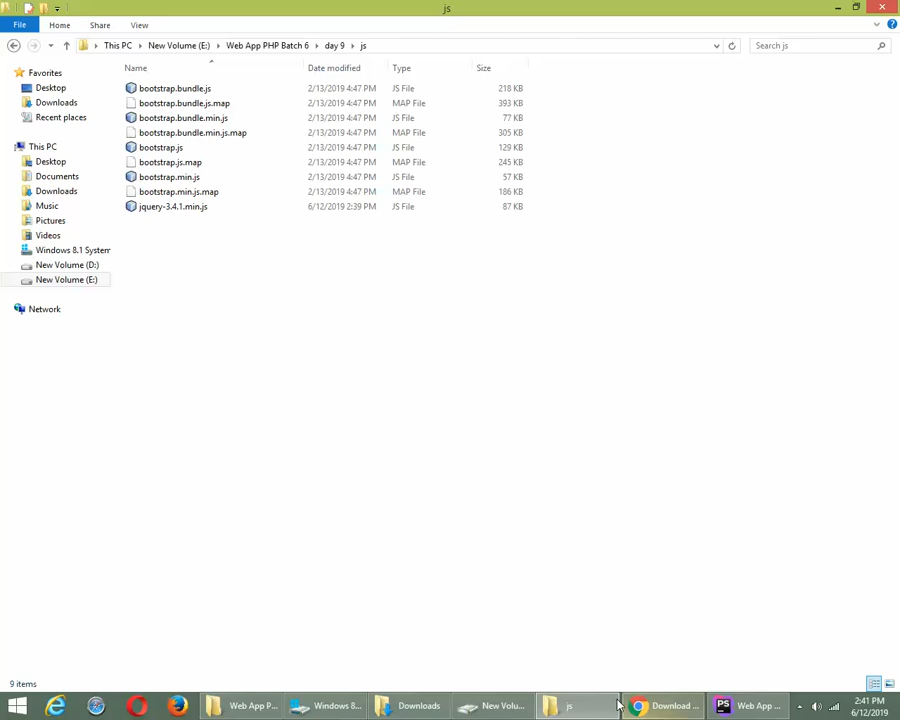 js
File Home Share View
This PC New Volume (E:) Web App PHP Batch 6 day 9 js Search js
Name Date modified Type Size
Favorites
Desktop
Downloads
Recent places
This PC
Desktop
Documents
Downloads
Music
Pictures
Videos
Windows 8.1 System
New Volume (D:)
New Volume (E:)
Network
bootstrap.bundle.js 2/13/2019 4:47 PM JS File 218 KB
bootstrap.bundle.js.map 2/13/2019 4:47 PM MAP File 393 KB
bootstrap.bundle.min.js 2/13/2019 4:47 PM JS File 77 KB
bootstrap.bundle.min.js.map 2/13/2019 4:47 PM MAP File 305 KB
bootstrap.js 2/13/2019 4:47 PM JS File 129 KB
bootstrap.js.map 2/13/2019 4:47 PM MAP File 245 KB
bootstrap.min.js 2/13/2019 4:47 PM JS File 57 KB
bootstrap.min.js.map 2/13/2019 4:47 PM MAP File 186 KB
jquery-3.4.1.min.js 6/12/2019 2:39 PM JS File 87 KB
9 items
Web App P... Windows 8... Downloads New Volu... js Download ... PS Web App ... 2:41 PM
6/12/2019